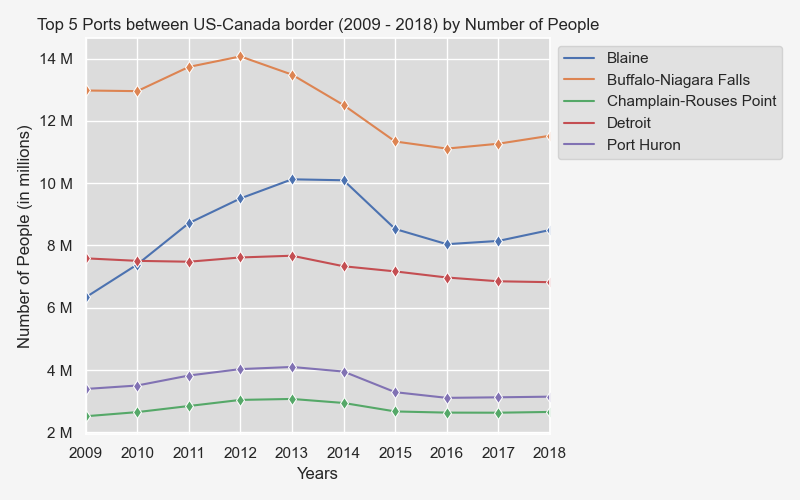 Top 5 Ports between US-Canada border (2009 - 2018) by Number of People
14 M
12 M
10 M
8 M
6 M
4 M
2 M
Number of People (in millions)
2009 2010 2011 2012 2013 2014 2015 2016 2017 2018
Years
Blaine
Buffalo-Niagara Falls
Champlain-Rouses Point
Detroit
Port Huron